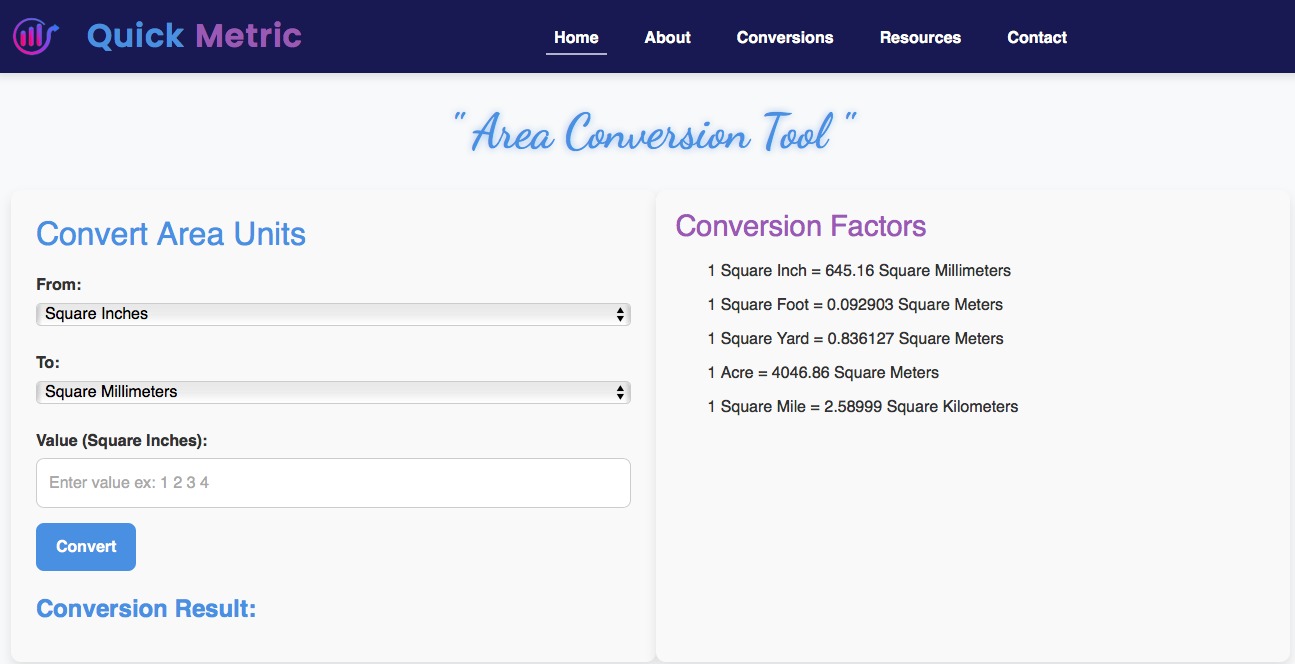 Quick Metric
Home About Conversions Resources Contact
" Area Conversion Tool "
Convert Area Units
From:
Square Inches
To:
Square Millimeters
Value (Square Inches):
Enter value ex: 1 2 3 4
Convert
Conversion Result:
Conversion Factors
1 Square Inch = 645.16 Square Millimeters
1 Square Foot = 0.092903 Square Meters
1 Square Yard = 0.836127 Square Meters
1 Acre = 4046.86 Square Meters
1 Square Mile = 2.58999 Square Kilometers